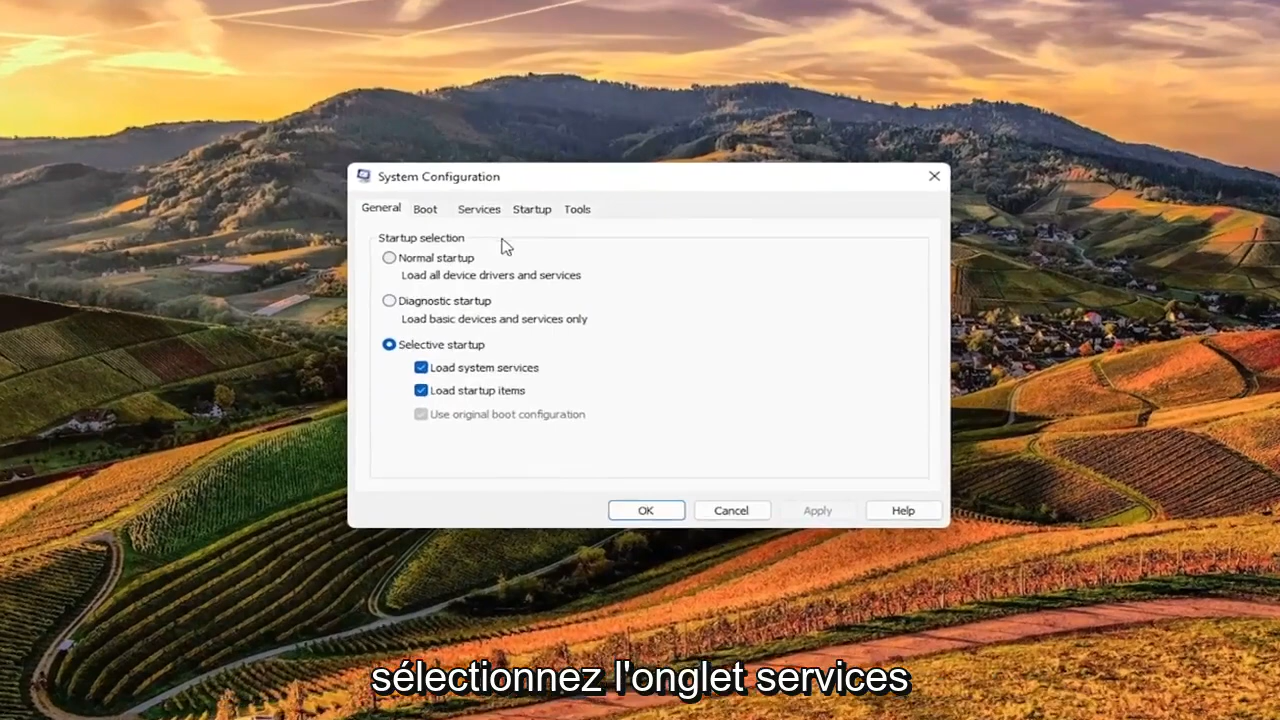 System Configuration
General Boot Services Startup Tools
Startup selection
Normal startup
Load all device drivers and services
Diagnostic startup
Load basic devices and services only
Selective startup
Load system services
Load startup items
Use original boot configuration
OK Cancel Apply Help
sélectionnez l'onglet services